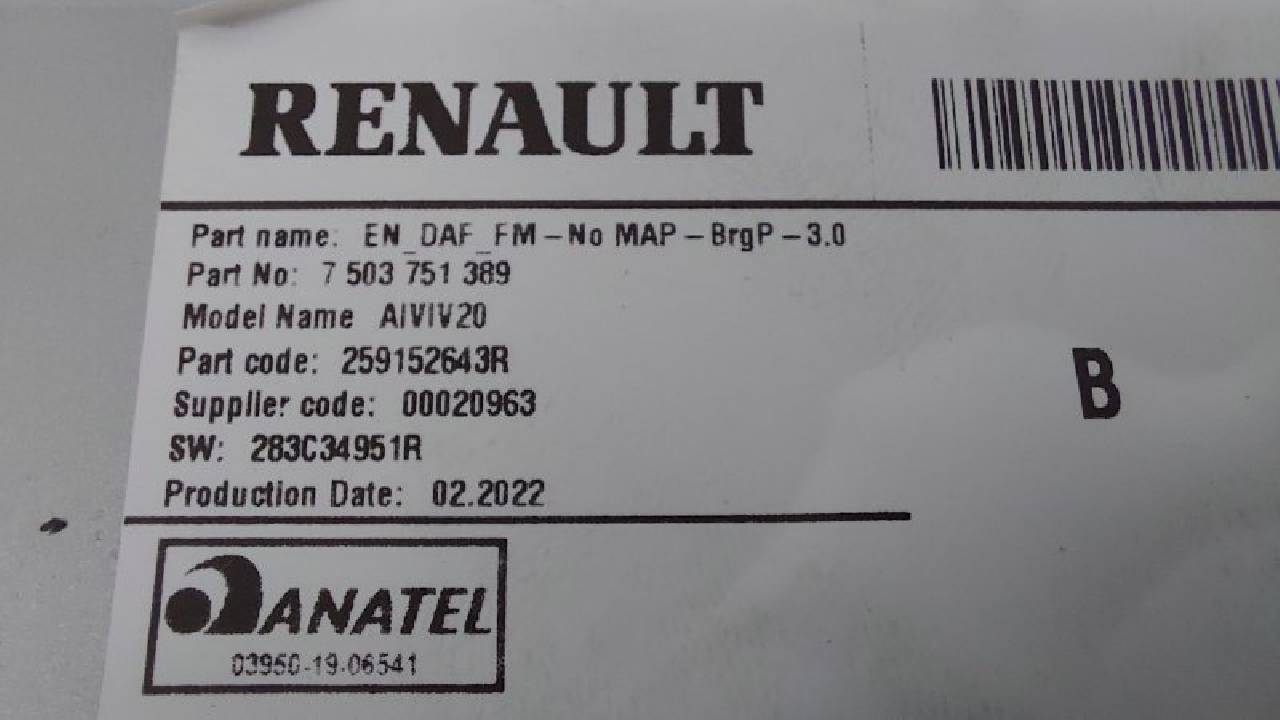 RENAULT
Part name: EN_DAF_FM-No MAP-BrgP-3.0
Part No: 7 503 751 389
Model Name AIVIV20
Part code: 259152643R
Supplier code: 00020963
SW: 283C34951R
Production Date: 02.2022
B
ANATEL
03950-19-06541